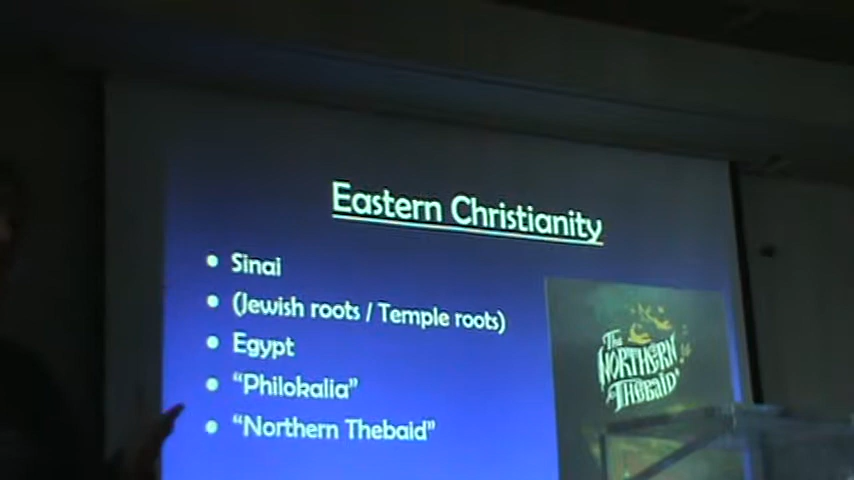 Eastern Christianity
• Sinai
• (Jewish roots / Temple roots)
• Egypt
• “Philokalia”
• “Northern Thebaid”
The
NORTHERN
THEBAID